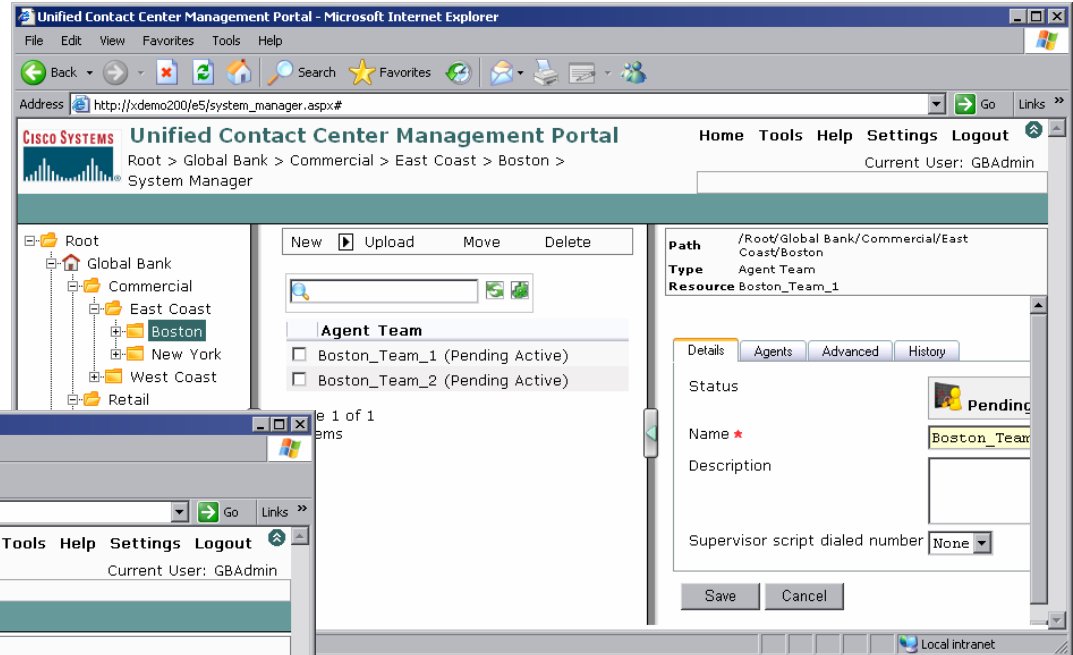 Unified Contact Center Management Portal - Microsoft Internet Explorer
File Edit View Favorites Tools Help
Back Search Favorites
Address http://xdemo200/e5/system_manager.aspx# Go Links »
CISCO SYSTEMS
Unified Contact Center Management Portal
Home Tools Help Settings Logout
Root > Global Bank > Commercial > East Coast > Boston >
System Manager
Current User: GBAdmin
Root
Global Bank
Commercial
East Coast
Boston
New York
West Coast
Retail
New Upload Move Delete
Agent Team
Boston_Team_1 (Pending Active)
Boston_Team_2 (Pending Active)
e 1 of 1
ems
Path /Root/Global Bank/Commercial/East
Coast/Boston
Type Agent Team
Resource Boston_Team_1
Details Agents Advanced History
Status Pending
Name * Boston_Team
Description
Supervisor script dialed number None
Save Cancel
Local intranet
Go Links »
Tools Help Settings Logout
Current User: GBAdmin